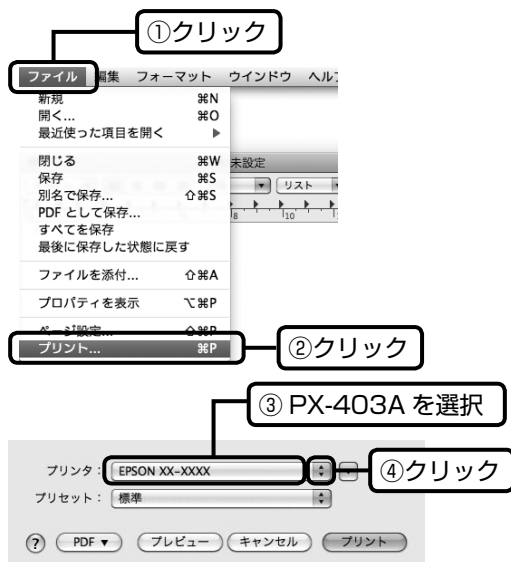 ①クリック
ファイル 編集 フォーマット ウインドウ ヘルプ
新規 ⌘N
開く... ⌘O
最近使った項目を開く ▶
閉じる ⌘W
未設定
保存 ⌘S
別名で保存... ⇧⌘S
リスト
PDF として保存...
8 10
すべてを保存
最後に保存した状態に戻す
ファイルを添付... ⇧⌘A
プロパティを表示 ⌥⌘P
ページ設定... ⇧⌘P
プリント... ⌘P
②クリック
③ PX-403A を選択
プリンタ： EPSON XX-XXXX
④クリック
プリセット： 標準
? PDF ▼ プレビュー キャンセル プリント